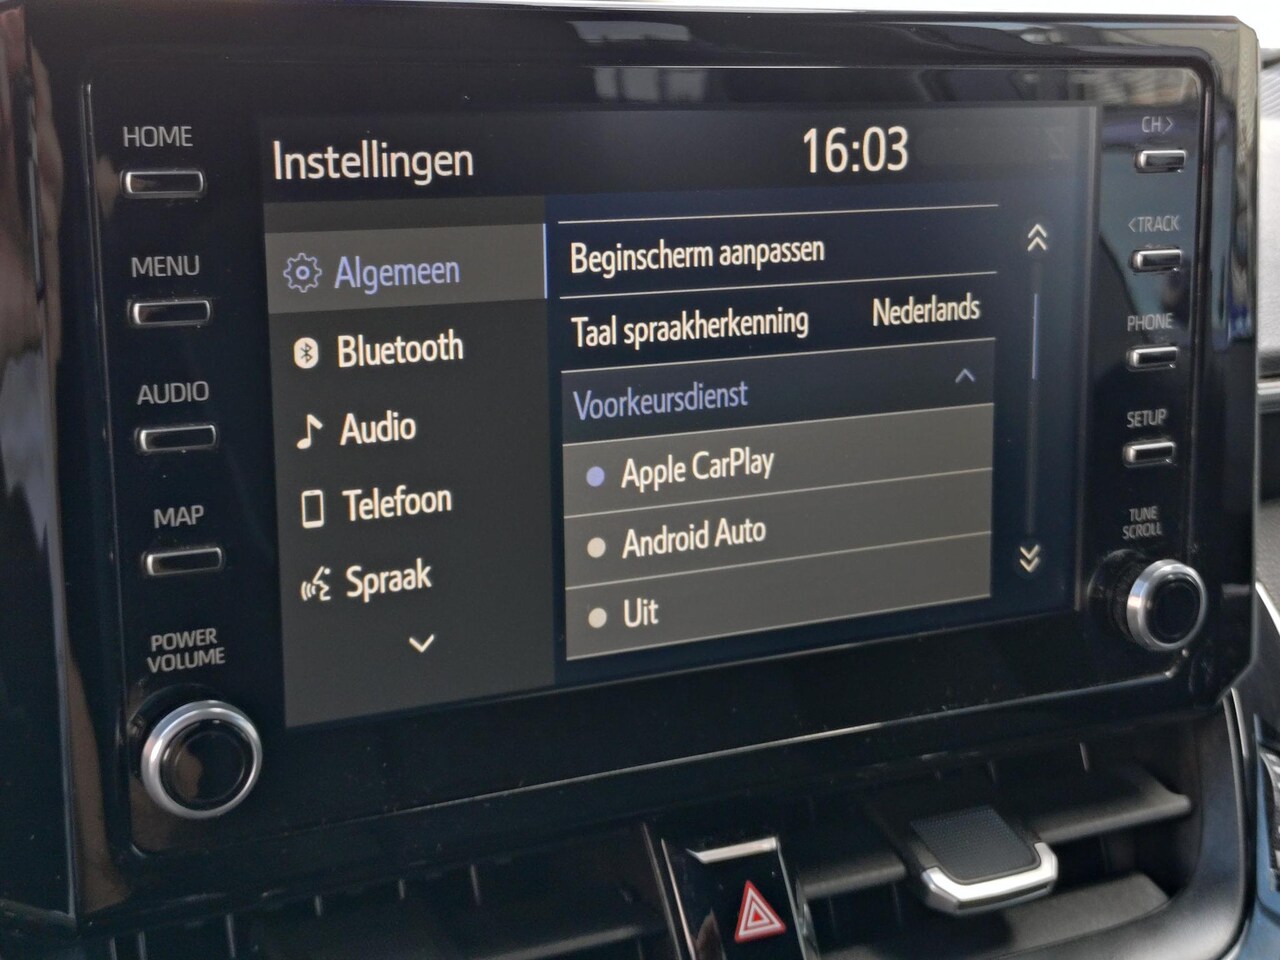 HOME
MENU
AUDIO
MAP
POWER
VOLUME
Instellingen
16:03
Algemeen
Bluetooth
Audio
Telefoon
Spraak
Beginscherm aanpassen
Taal spraakherkenning Nederlands
Voorkeursdienst
Apple CarPlay
Android Auto
Uit
CH>
<TRACK
PHONE
SETUP
TUNE
SCROLL